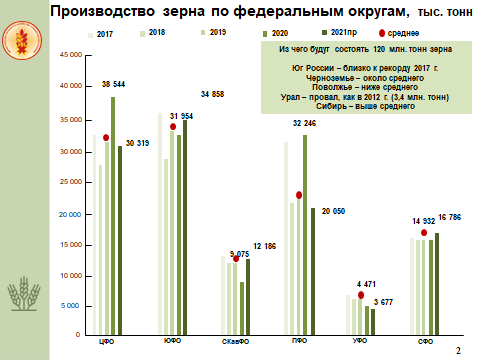 Производство зерна по федеральным округам, тыс. тонн
2017 2018 2019 2020 2021пр среднее
Из чего будут состоять 120 млн. тонн зерна
Юг России – близко к рекорду 2017 г.
Черноземье – около среднего
Поволжье – ниже среднего
Урал – провал, как в 2012 г. (3,4 млн. тонн)
Сибирь – выше среднего
45 000
40 000
35 000
30 000
25 000
20 000
15 000
10 000
5 000
0
38 544
30 319
31 954
34 858
9 075
12 186
32 246
20 050
4 471
3 677
14 932
16 786
ЦФО ЮФО СКавФО ПФО УФО СФО
2